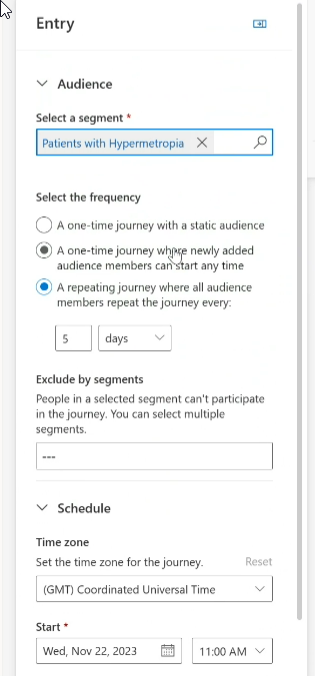 Entry
Audience
Select a segment *
Patients with Hypermetropia
Select the frequency
A one-time journey with a static audience
A one-time journey where newly added
audience members can start any time
A repeating journey where all audience
members repeat the journey every:
5 days
Exclude by segments
People in a selected segment can't participate
in the journey. You can select multiple
segments.
---
Schedule
Time zone
Set the time zone for the journey. Reset
(GMT) Coordinated Universal Time
Start *
Wed, Nov 22, 2023 11:00 AM